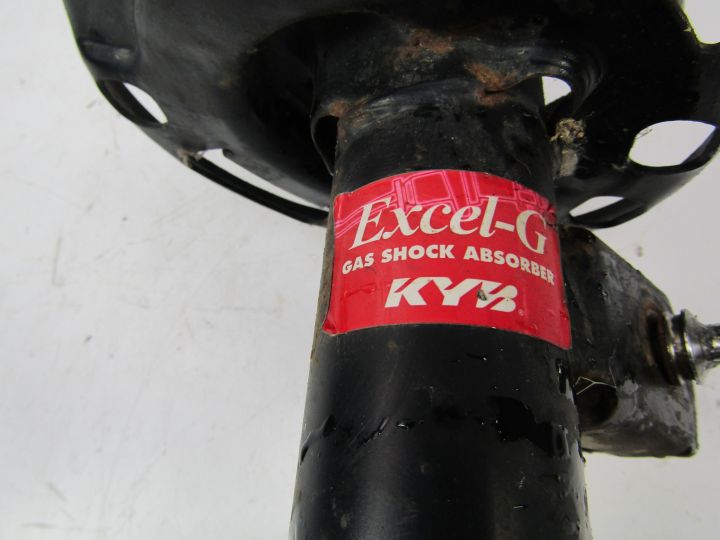 Excel-G
GAS SHOCK ABSORBER
KYB